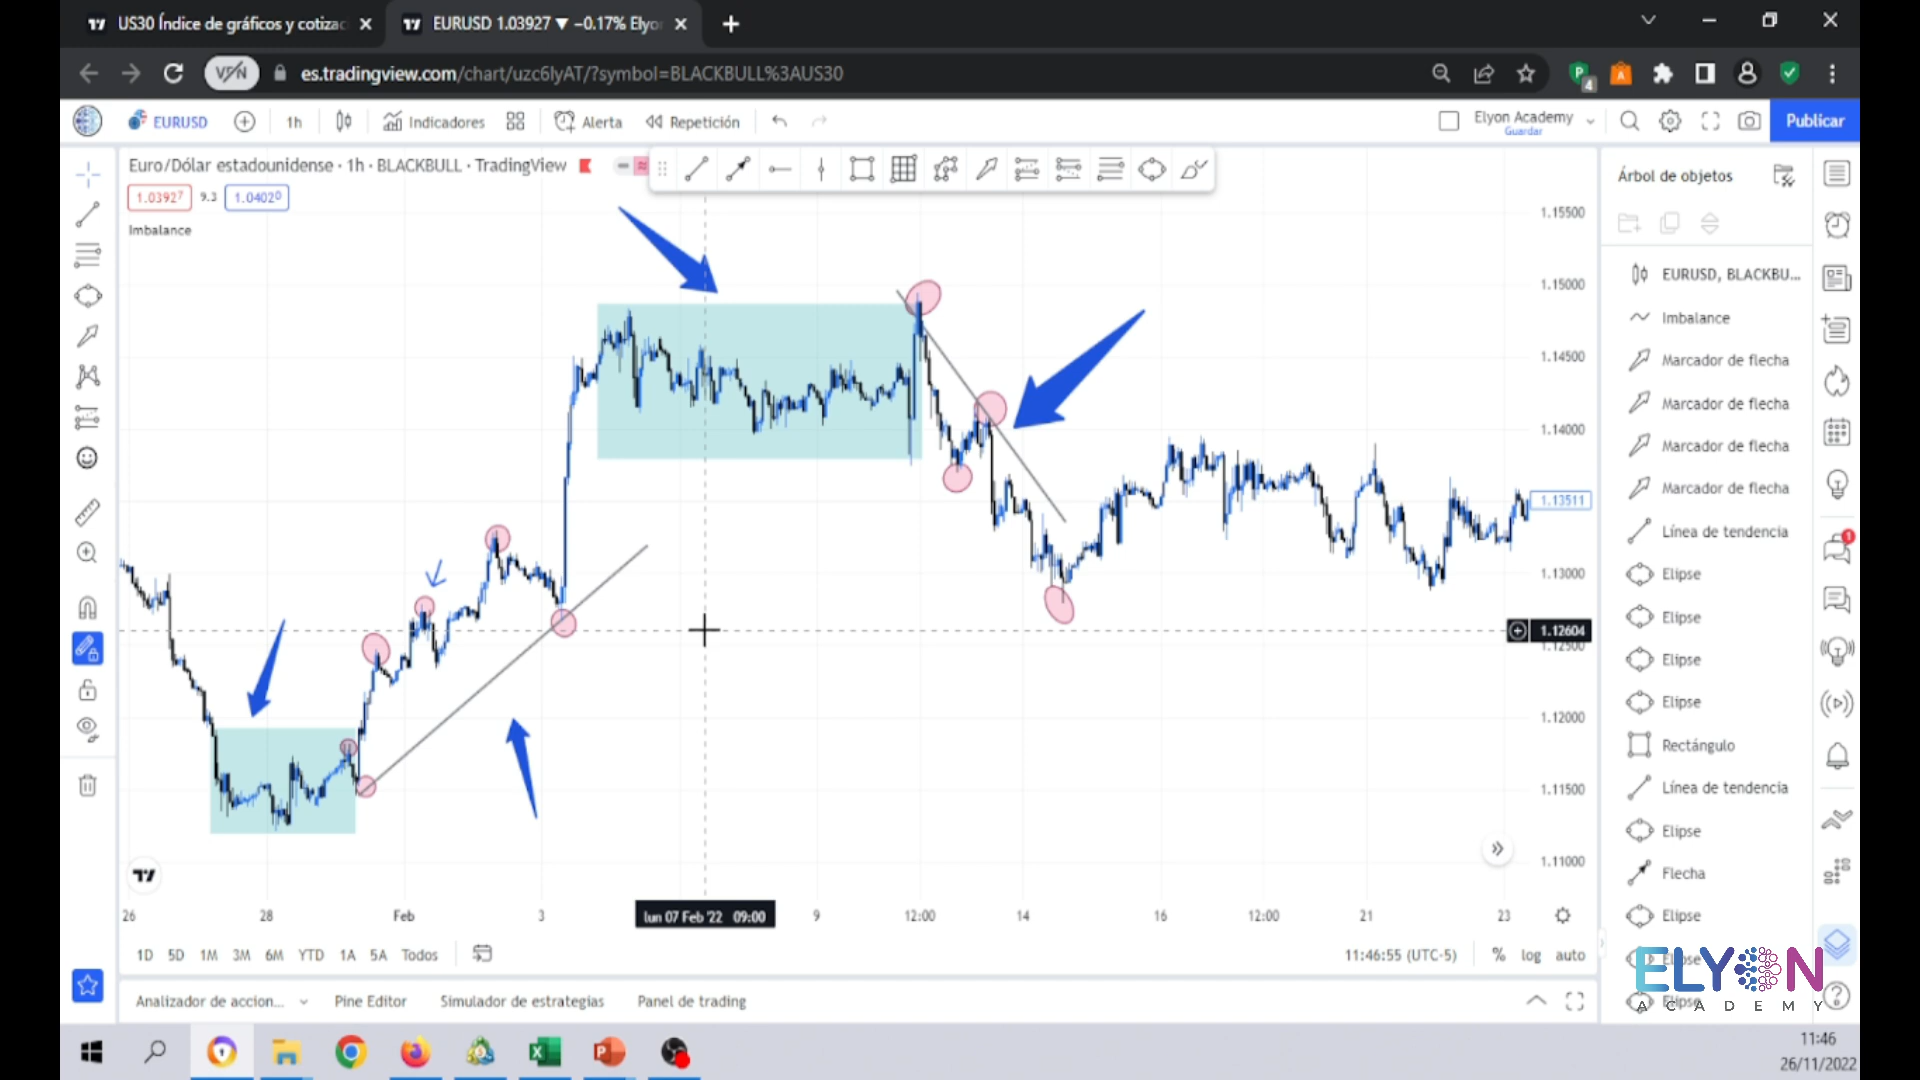 US30 Índice de gráficos y cotizac
EURUSD 1.03927 ▼ −0.17% Elyo
VPN
es.tradingview.com/chart/uzc6lyAT/?symbol=BLACKBULL%3AUS30
4
EURUSD
1h
Indicadores
Alerta
Repetición
Elyon Academy
Guardar
Publicar
Euro/Dólar estadounidense · 1h · BLACKBULL · TradingView
1.03927
9.3
1.04020
Imbalance
1.15500
1.15000
1.14500
1.14000
1.13511
1.13000
1.12604
1.12500
1.12000
1.11500
1.11000
26
28
Feb
3
lun 07 Feb '22 09:00
9
12:00
14
16
12:00
21
23
1D 5D 1M 3M 6M YTD 1A 5A Todos
11:46:55 (UTC-5)
% log auto
Analizador de accion...
Pine Editor
Simulador de estrategias
Panel de trading
Árbol de objetos
EURUSD, BLACKBU...
Imbalance
Marcador de flecha
Marcador de flecha
Marcador de flecha
Marcador de flecha
Línea de tendencia
Elipse
Elipse
Elipse
Elipse
Rectángulo
Línea de tendencia
Elipse
Flecha
Elipse
Elipse
Elipse
1
ELYON
ACADEMY
11:46
26/11/2022